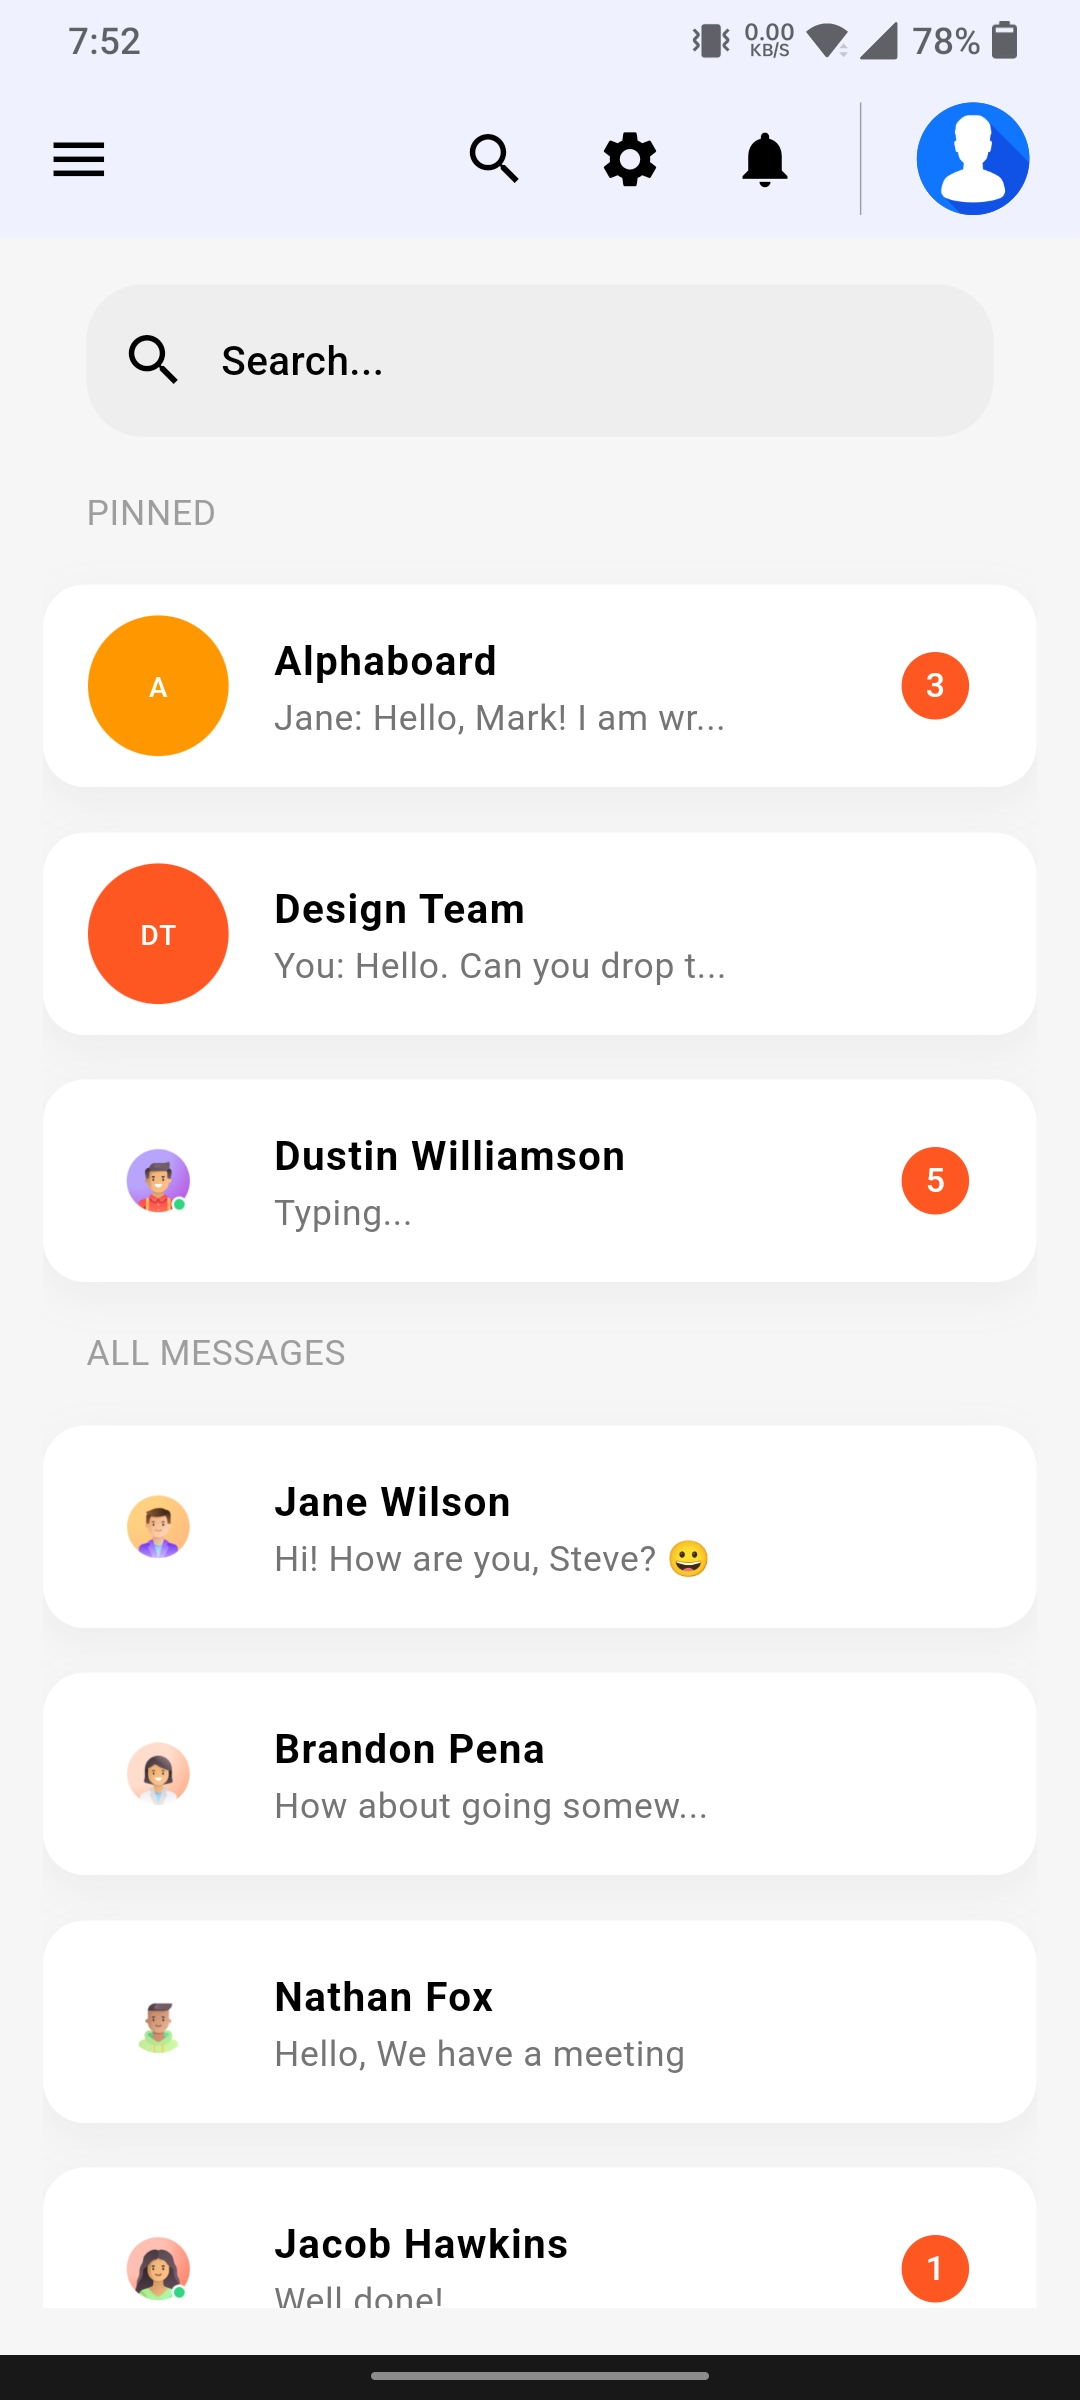 7:52
0.00
KB/S
78%
Search...
PINNED
A
Alphaboard
Jane: Hello, Mark! I am wr...
3
DT
Design Team
You: Hello. Can you drop t...
Dustin Williamson
Typing...
5
ALL MESSAGES
Jane Wilson
Hi! How are you, Steve? 😀
Brandon Pena
How about going somew...
Nathan Fox
Hello, We have a meeting
Jacob Hawkins
Well done!
1